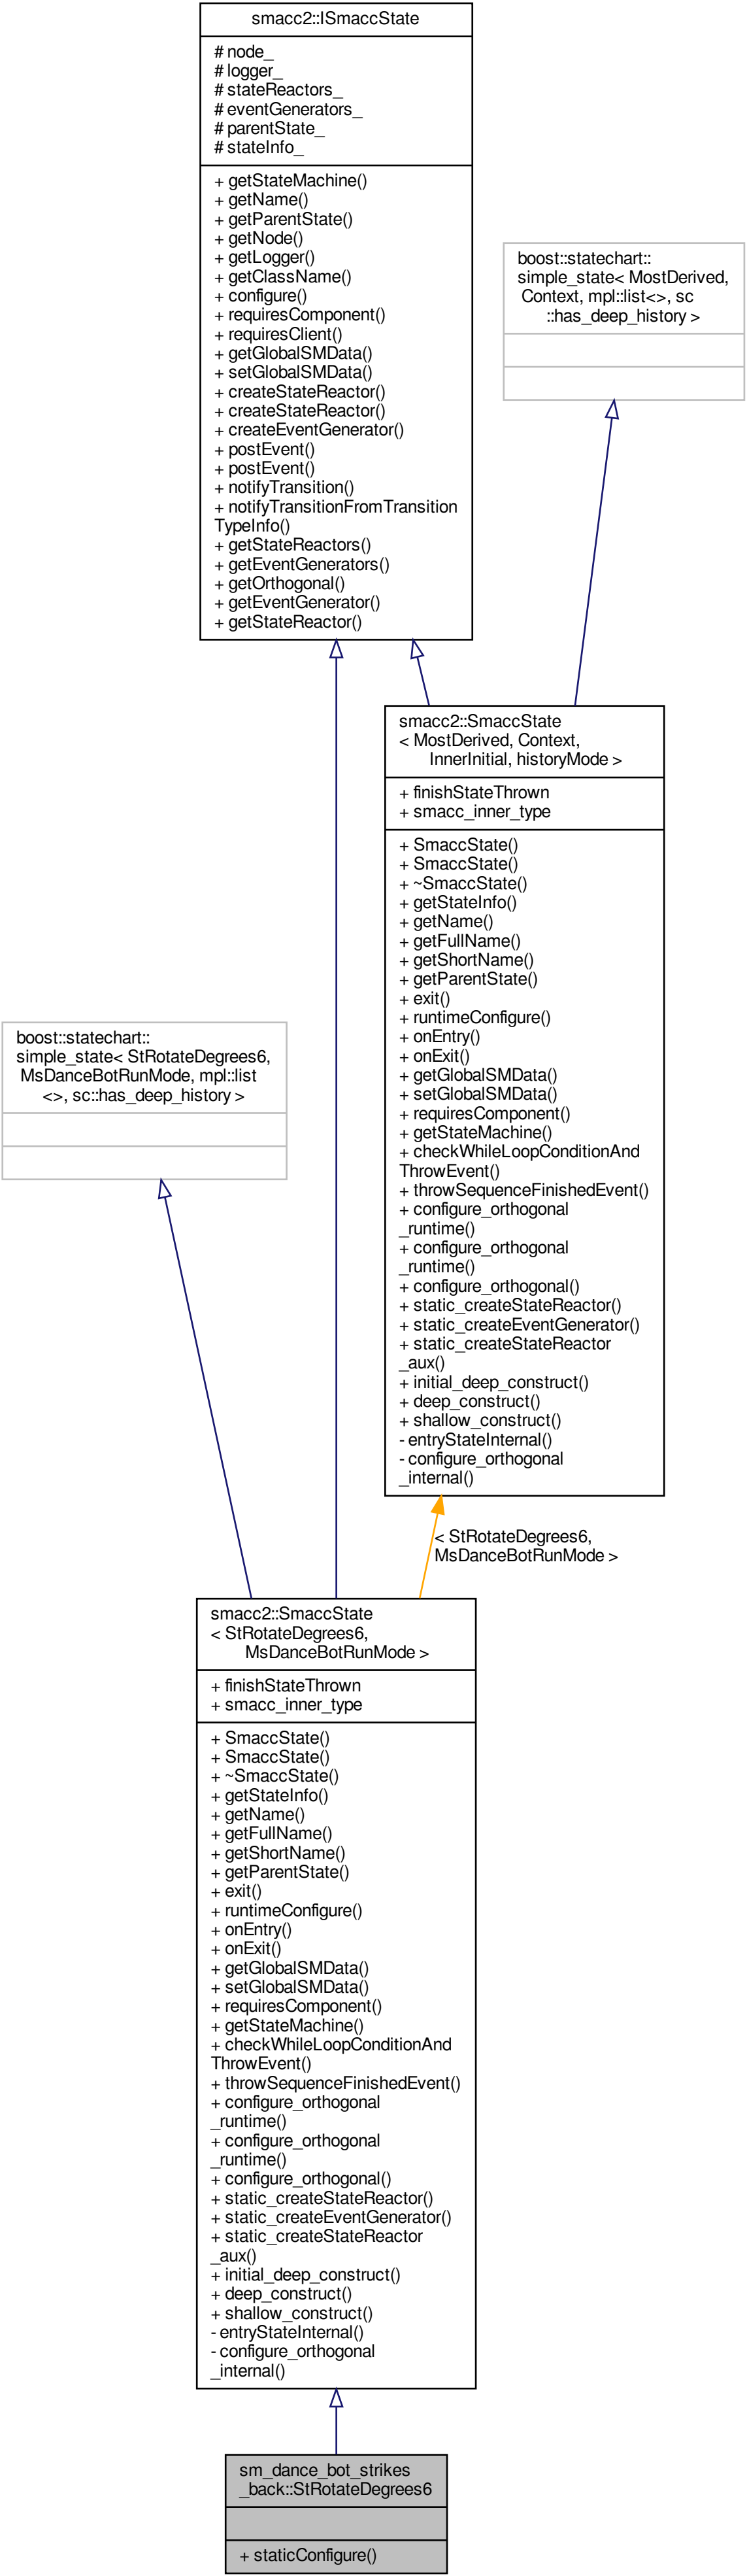 smacc2::ISmaccState
# node_
# logger_
# stateReactors_
# eventGenerators_
# parentState_
# stateInfo_
+ getStateMachine()
+ getName()
+ getParentState()
+ getNode()
+ getLogger()
+ getClassName()
+ configure()
+ requiresComponent()
+ requiresClient()
+ getGlobalSMData()
+ setGlobalSMData()
+ createStateReactor()
+ createStateReactor()
+ createEventGenerator()
+ postEvent()
+ postEvent()
+ notifyTransition()
+ notifyTransitionFromTransition
TypeInfo()
+ getStateReactors()
+ getEventGenerators()
+ getOrthogonal()
+ getEventGenerator()
+ getStateReactor()
boost::statechart::
simple_state< MostDerived,
Context, mpl::list<>, sc
::has_deep_history >
smacc2::SmaccState
< MostDerived, Context,
InnerInitial, historyMode >
+ finishStateThrown
+ smacc_inner_type
+ SmaccState()
+ SmaccState()
+ ~SmaccState()
+ getStateInfo()
+ getName()
+ getFullName()
+ getShortName()
+ getParentState()
+ exit()
+ runtimeConfigure()
+ onEntry()
+ onExit()
+ getGlobalSMData()
+ setGlobalSMData()
+ requiresComponent()
+ getStateMachine()
+ checkWhileLoopConditionAnd
ThrowEvent()
+ throwSequenceFinishedEvent()
+ configure_orthogonal
_runtime()
+ configure_orthogonal
_runtime()
+ configure_orthogonal()
+ static_createStateReactor()
+ static_createEventGenerator()
+ static_createStateReactor
_aux()
+ initial_deep_construct()
+ deep_construct()
+ shallow_construct()
- entryStateInternal()
- configure_orthogonal
_internal()
boost::statechart::
simple_state< StRotateDegrees6,
MsDanceBotRunMode, mpl::list
<>, sc::has_deep_history >
< StRotateDegrees6,
MsDanceBotRunMode >
smacc2::SmaccState
< StRotateDegrees6,
MsDanceBotRunMode >
+ finishStateThrown
+ smacc_inner_type
+ SmaccState()
+ SmaccState()
+ ~SmaccState()
+ getStateInfo()
+ getName()
+ getFullName()
+ getShortName()
+ getParentState()
+ exit()
+ runtimeConfigure()
+ onEntry()
+ onExit()
+ getGlobalSMData()
+ setGlobalSMData()
+ requiresComponent()
+ getStateMachine()
+ checkWhileLoopConditionAnd
ThrowEvent()
+ throwSequenceFinishedEvent()
+ configure_orthogonal
_runtime()
+ configure_orthogonal
_runtime()
+ configure_orthogonal()
+ static_createStateReactor()
+ static_createEventGenerator()
+ static_createStateReactor
_aux()
+ initial_deep_construct()
+ deep_construct()
+ shallow_construct()
- entryStateInternal()
- configure_orthogonal
_internal()
sm_dance_bot_strikes
_back::StRotateDegrees6
+ staticConfigure()